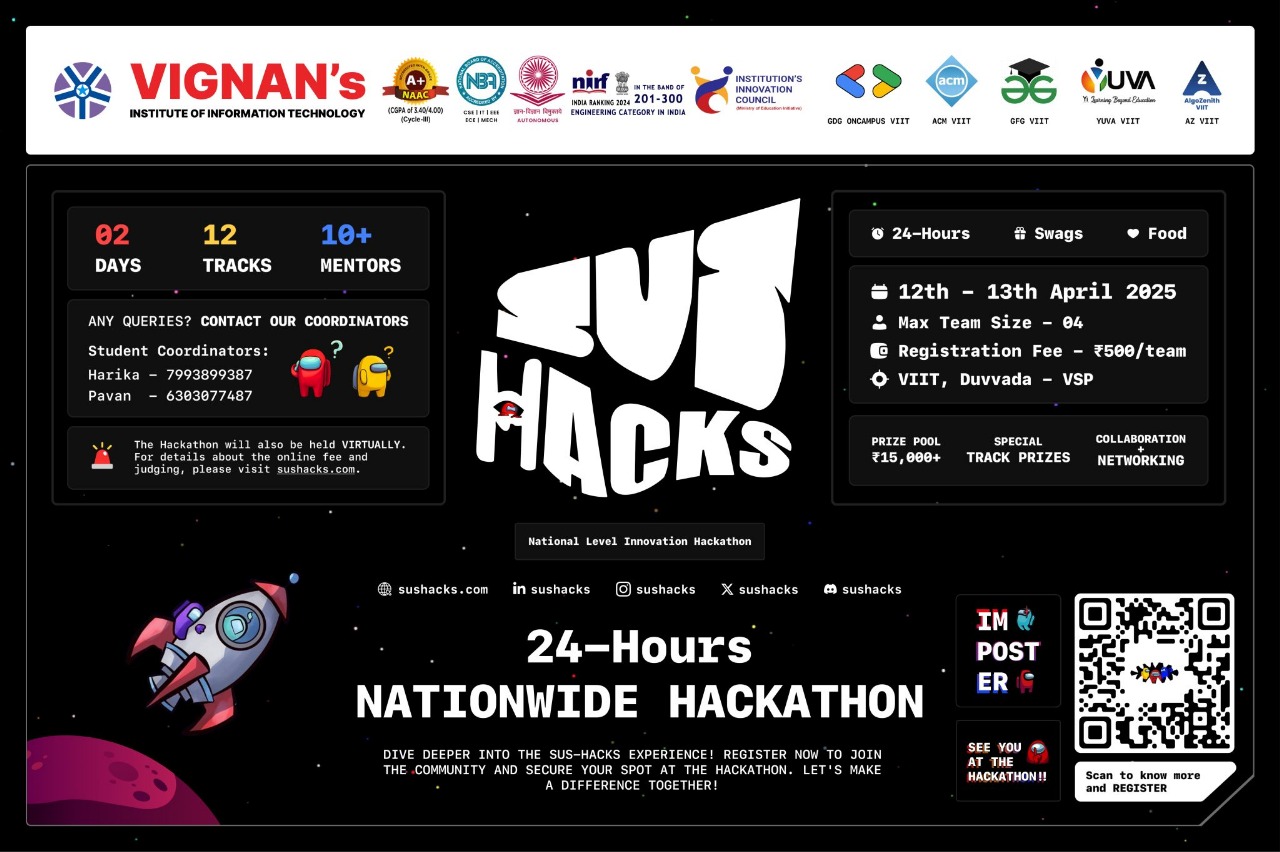 VIGNAN's
INSTITUTE OF INFORMATION TECHNOLOGY
A+
NAAC
(CGPA of 3.40/4.00)
(Cycle-III)
NBA
CSE | IT | EEE
ECE | MECH
AUTONOMOUS
nirf
IN THE BAND OF
INDIA RANKING 2024 201-300
ENGINEERING CATEGORY IN INDIA
INSTITUTION'S
INNOVATION
COUNCIL
(Ministry of Education Initiative)
GDG ONCAMPUS VIIT
acm
ACM VIIT
GFG VIIT
YUVA
YUVA VIIT
Z
AlgoZenith
VIIT
AZ VIIT
02
DAYS
12
TRACKS
10+
MENTORS
ANY QUERIES? CONTACT OUR COORDINATORS
Student Coordinators:
Harika - 7993899387
Pavan - 6303077487
The Hackathon will also be held VIRTUALLY.
For details about the online fee and
judging, please visit sushacks.com.
SUS
HACKS
24-Hours
Swags
Food
12th - 13th April 2025
Max Team Size - 04
Registration Fee - ₹500/team
VIIT, Duvvada - VSP
PRIZE POOL
₹15,000+
SPECIAL
TRACK PRIZES
COLLABORATION
+
NETWORKING
National Level Innovation Hackathon
sushacks.com
in sushacks
sushacks
X sushacks
sushacks
24-Hours
NATIONWIDE HACKATHON
DIVE DEEPER INTO THE SUS-HACKS EXPERIENCE! REGISTER NOW TO JOIN
THE COMMUNITY AND SECURE YOUR SPOT AT THE HACKATHON. LET'S MAKE
A DIFFERENCE TOGETHER!
IM
POST
ER
SEE YOU
AT THE
HACKATHON!!
Scan to know more
and REGISTER